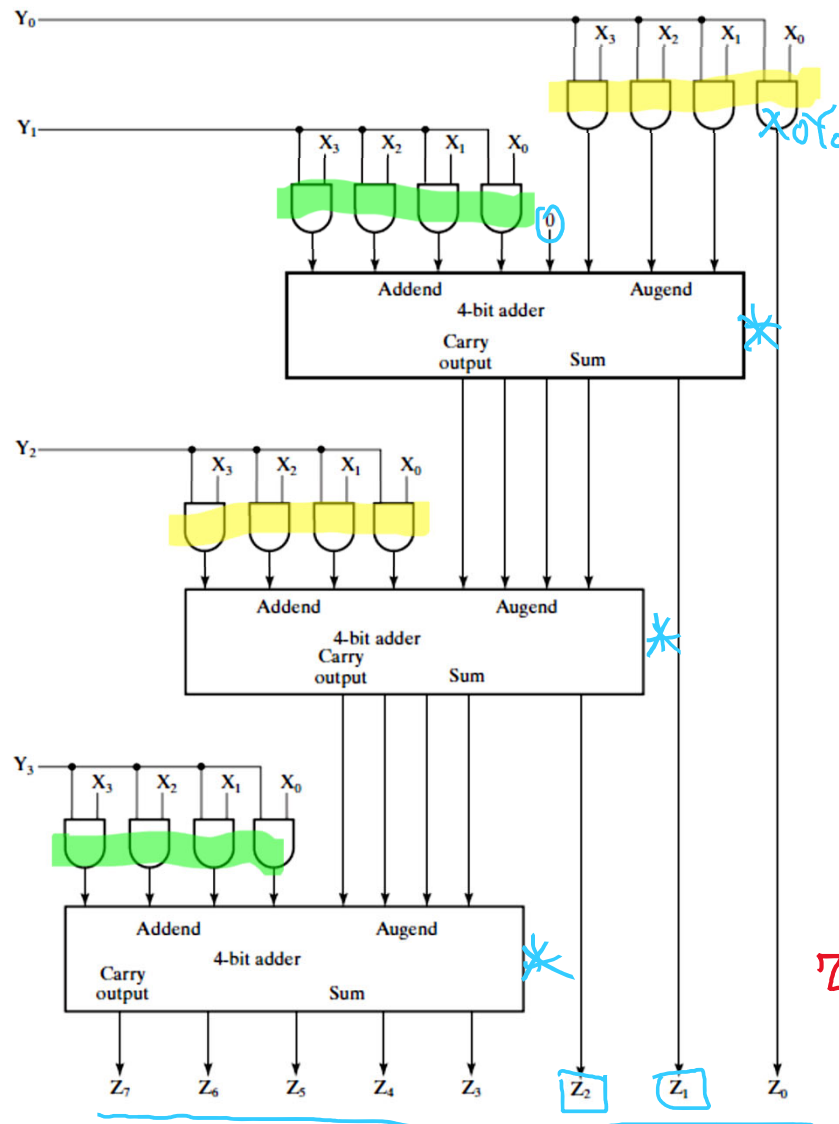 Y₀
X₃ X₂ X₁ X₀
X₀Y₀
Y₁
X₃ X₂ X₁ X₀
0
Addend Augend
4-bit adder
Carry
output Sum
*
Y₂
X₃ X₂ X₁ X₀
Addend Augend
4-bit adder
Carry
output Sum
*
Y₃
X₃ X₂ X₁ X₀
Addend Augend
4-bit adder
Carry
output Sum
*
Z₇ Z₆ Z₅ Z₄ Z₃ Z₂ Z₁ Z₀